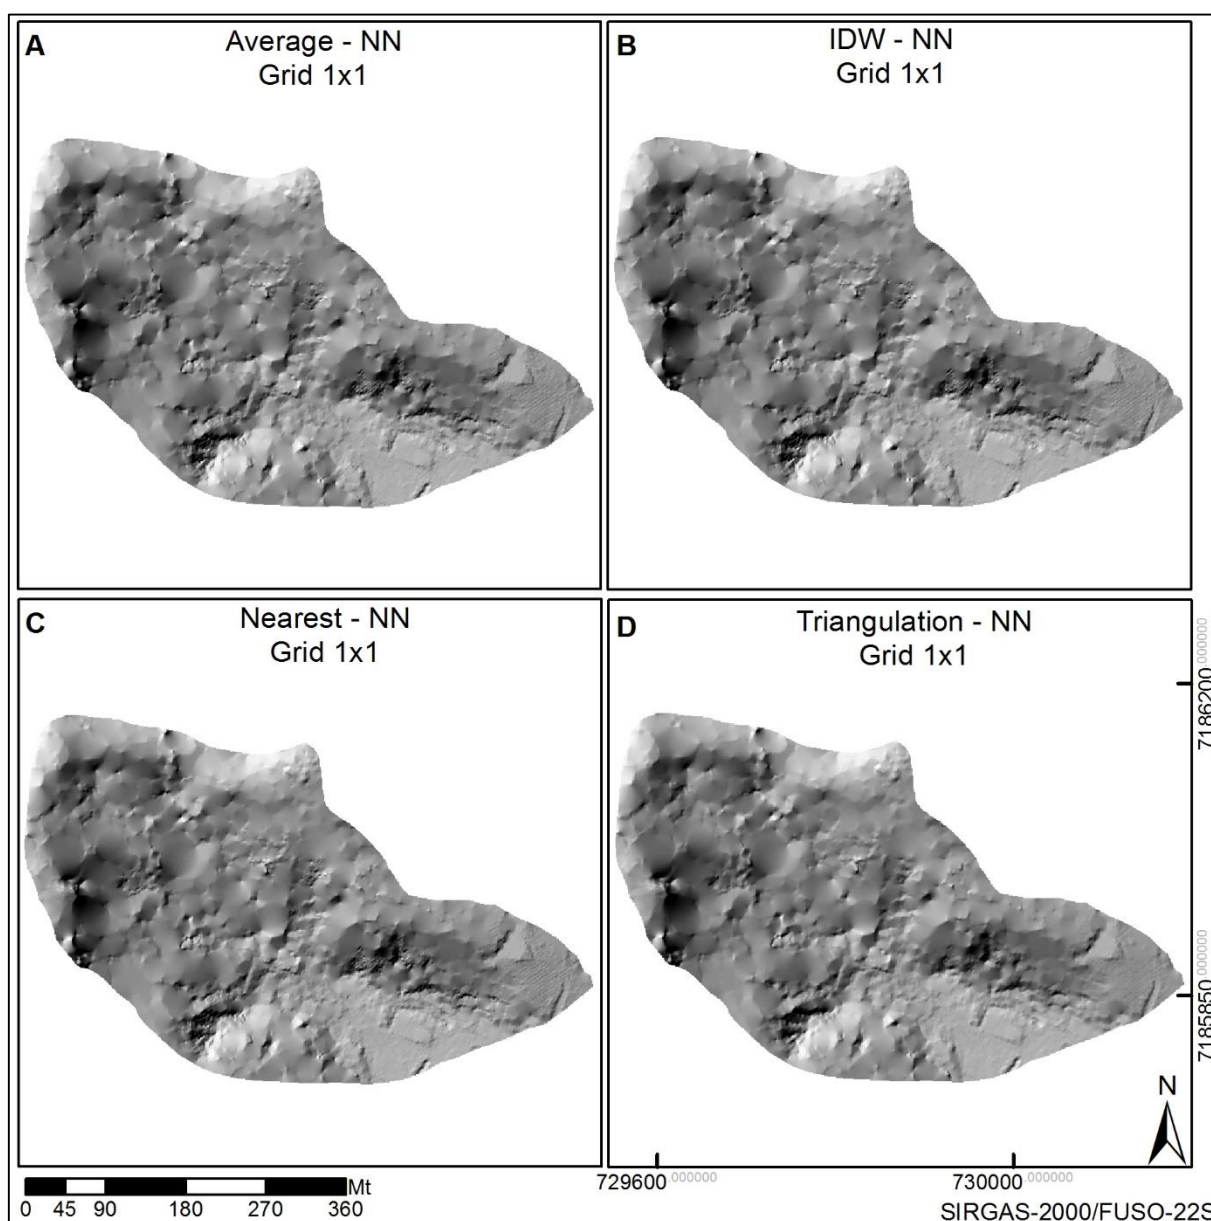 A
Average - NN
Grid 1x1
B
IDW - NN
Grid 1x1
C
Nearest - NN
Grid 1x1
D
Triangulation - NN
Grid 1x1
7186200.000000
7185850.000000
N
0 45 90 180 270 360
Mt
729600.000000
730000.000000
SIRGAS-2000/FUSO-22S